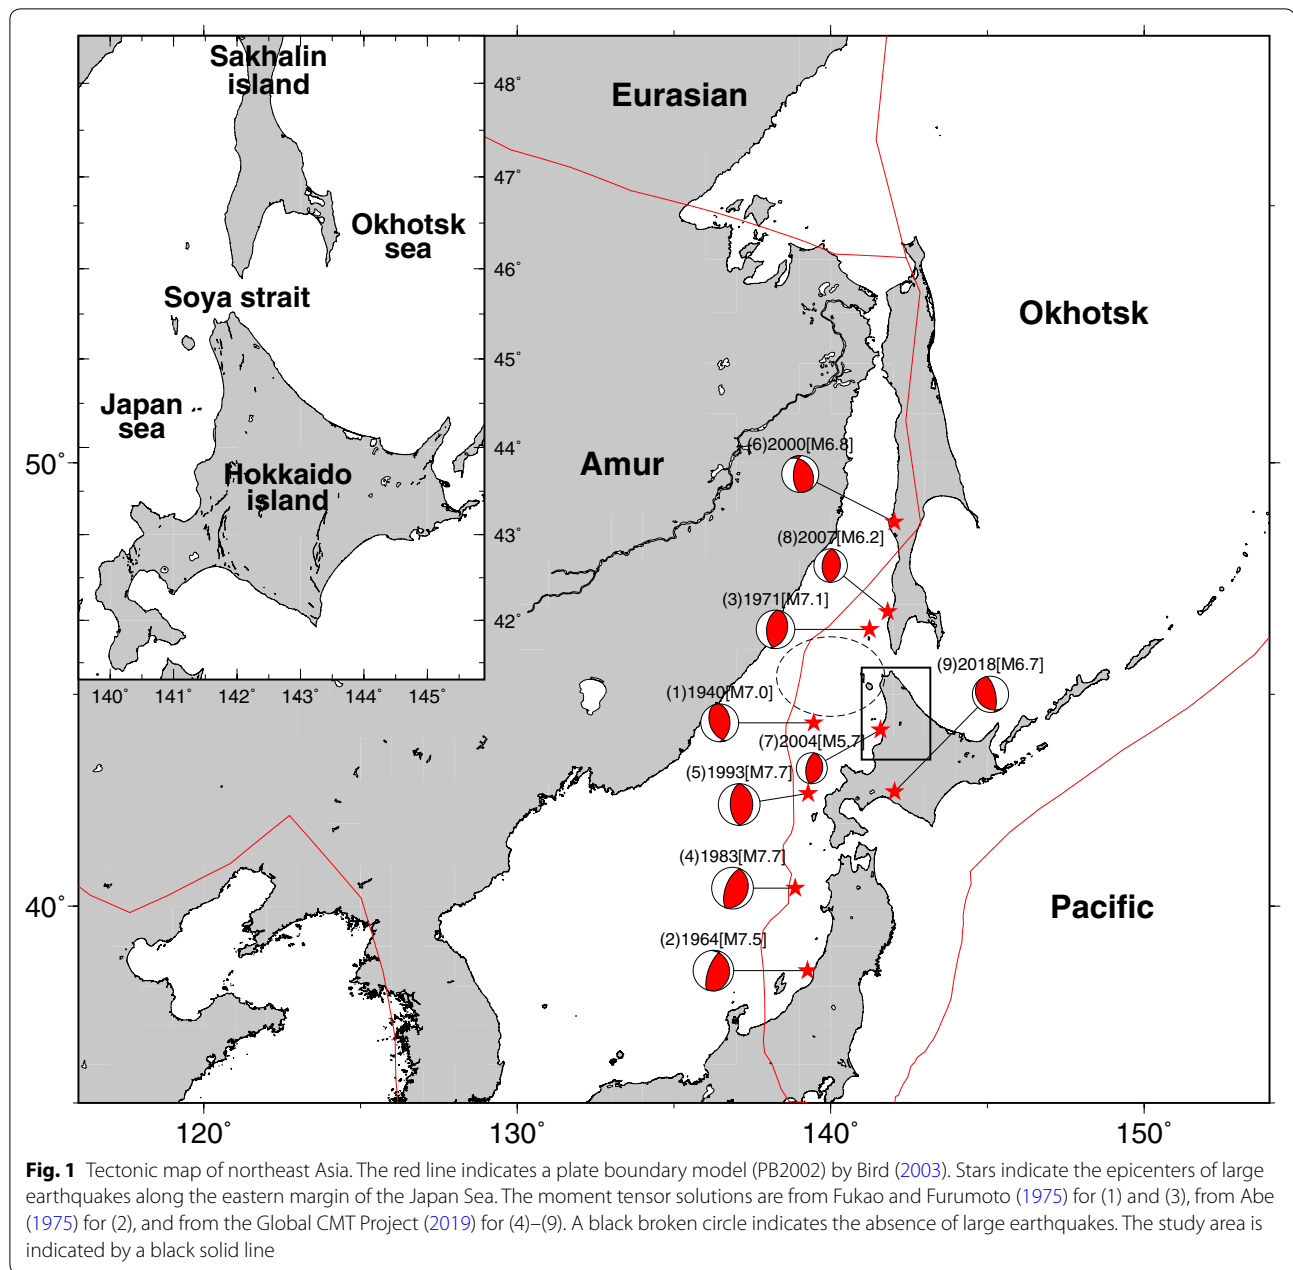 Sakhalin
island
Okhotsk
sea
Soya strait
Japan
sea
Hokkaido
island
48°
47°
46°
45°
44°
43°
42°
140°
141°
142°
143°
144°
145°
Eurasian
Okhotsk
Amur
Pacific
(6)2000[M6.8]
(8)2007[M6.2]
(3)1971[M7.1]
(9)2018[M6.7]
(1)1940[M7.0]
(7)2004[M5.7]
(5)1993[M7.7]
(4)1983[M7.7]
(2)1964[M7.5]
50°
40°
120°
130°
140°
150°
Fig. 1 Tectonic map of northeast Asia. The red line indicates a plate boundary model (PB2002) by Bird (2003). Stars indicate the epicenters of large
earthquakes along the eastern margin of the Japan Sea. The moment tensor solutions are from Fukao and Furumoto (1975) for (1) and (3), from Abe
(1975) for (2), and from the Global CMT Project (2019) for (4)–(9). A black broken circle indicates the absence of large earthquakes. The study area is
indicated by a black solid line